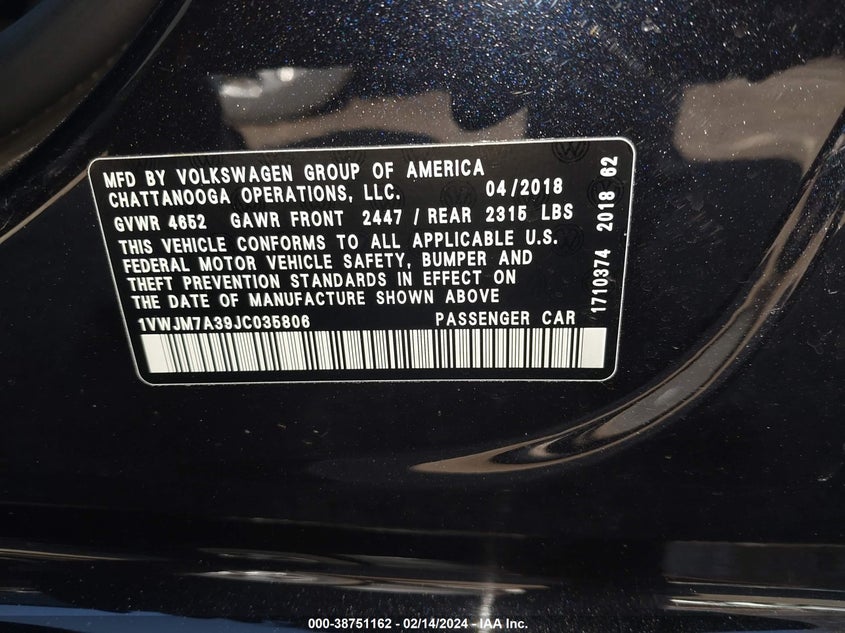 MFD BY VOLKSWAGEN GROUP OF AMERICA
CHATTANOOGA OPERATIONS, LLC. 04/2018
GVWR 4652 GAWR FRONT 2447 / REAR 2315 LBS
THIS VEHICLE CONFORMS TO ALL APPLICABLE U.S.
FEDERAL MOTOR VEHICLE SAFETY, BUMPER AND
THEFT PREVENTION STANDARDS IN EFFECT ON
THE DATE OF MANUFACTURE SHOWN ABOVE
1VWJM7A39JC035806 PASSENGER CAR
1710374 2018 62
000-38751162 - 02/14/2024 - IAA Inc.